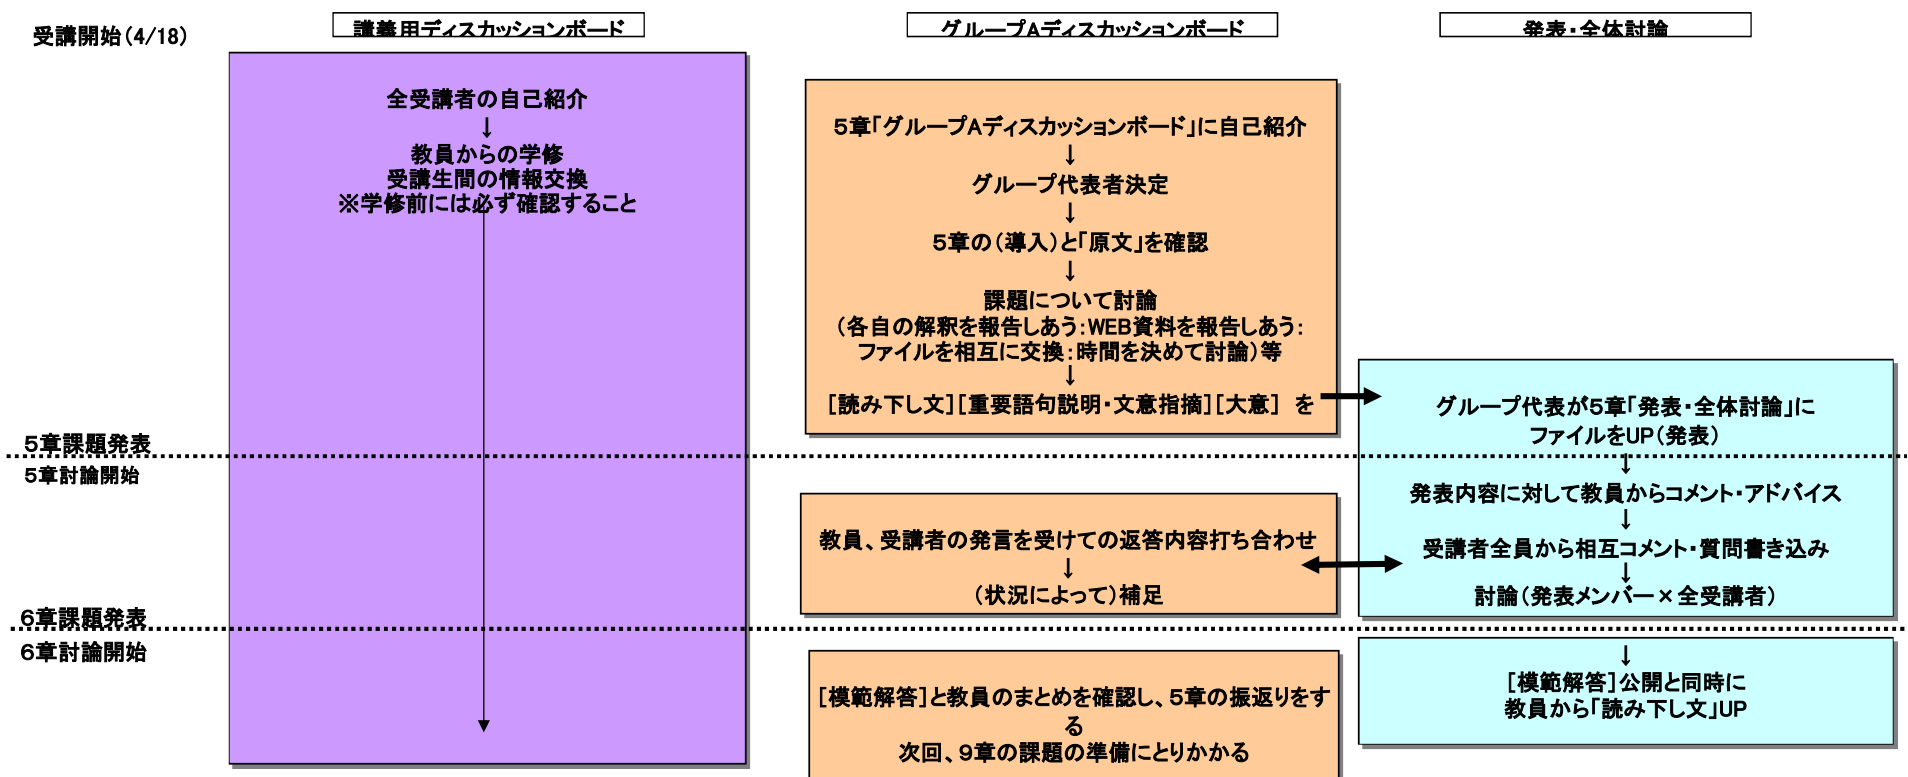 受講開始(4/18)
講義用ディスカッションボード
グループAディスカッションボード
発表・全体討論
全受講者の自己紹介
↓
教員からの学修
受講生間の情報交換
※学修前には必ず確認すること
5章「グループAディスカッションボード」に自己紹介
↓
グループ代表者決定
↓
5章の(導入)と「原文」を確認
↓
課題について討論
(各自の解釈を報告しあう:WEB資料を報告しあう:
ファイルを相互に交換:時間を決めて討論)等
↓
[読み下し文][重要語句説明・文意指摘][大意] を
グループ代表が5章「発表・全体討論」に
ファイルをUP(発表)
↓
発表内容に対して教員からコメント・アドバイス
↓
受講者全員から相互コメント・質問書き込み
↓
討論(発表メンバー×全受講者)
5章課題発表
5章討論開始
教員、受講者の発言を受けての返答内容打ち合わせ
↓
(状況によって)補足
6章課題発表
6章討論開始
[模範解答]と教員のまとめを確認し、5章の振返りをす
る
次回、9章の課題の準備にとりかかる
↓
[模範解答]公開と同時に
教員から「読み下し文」UP